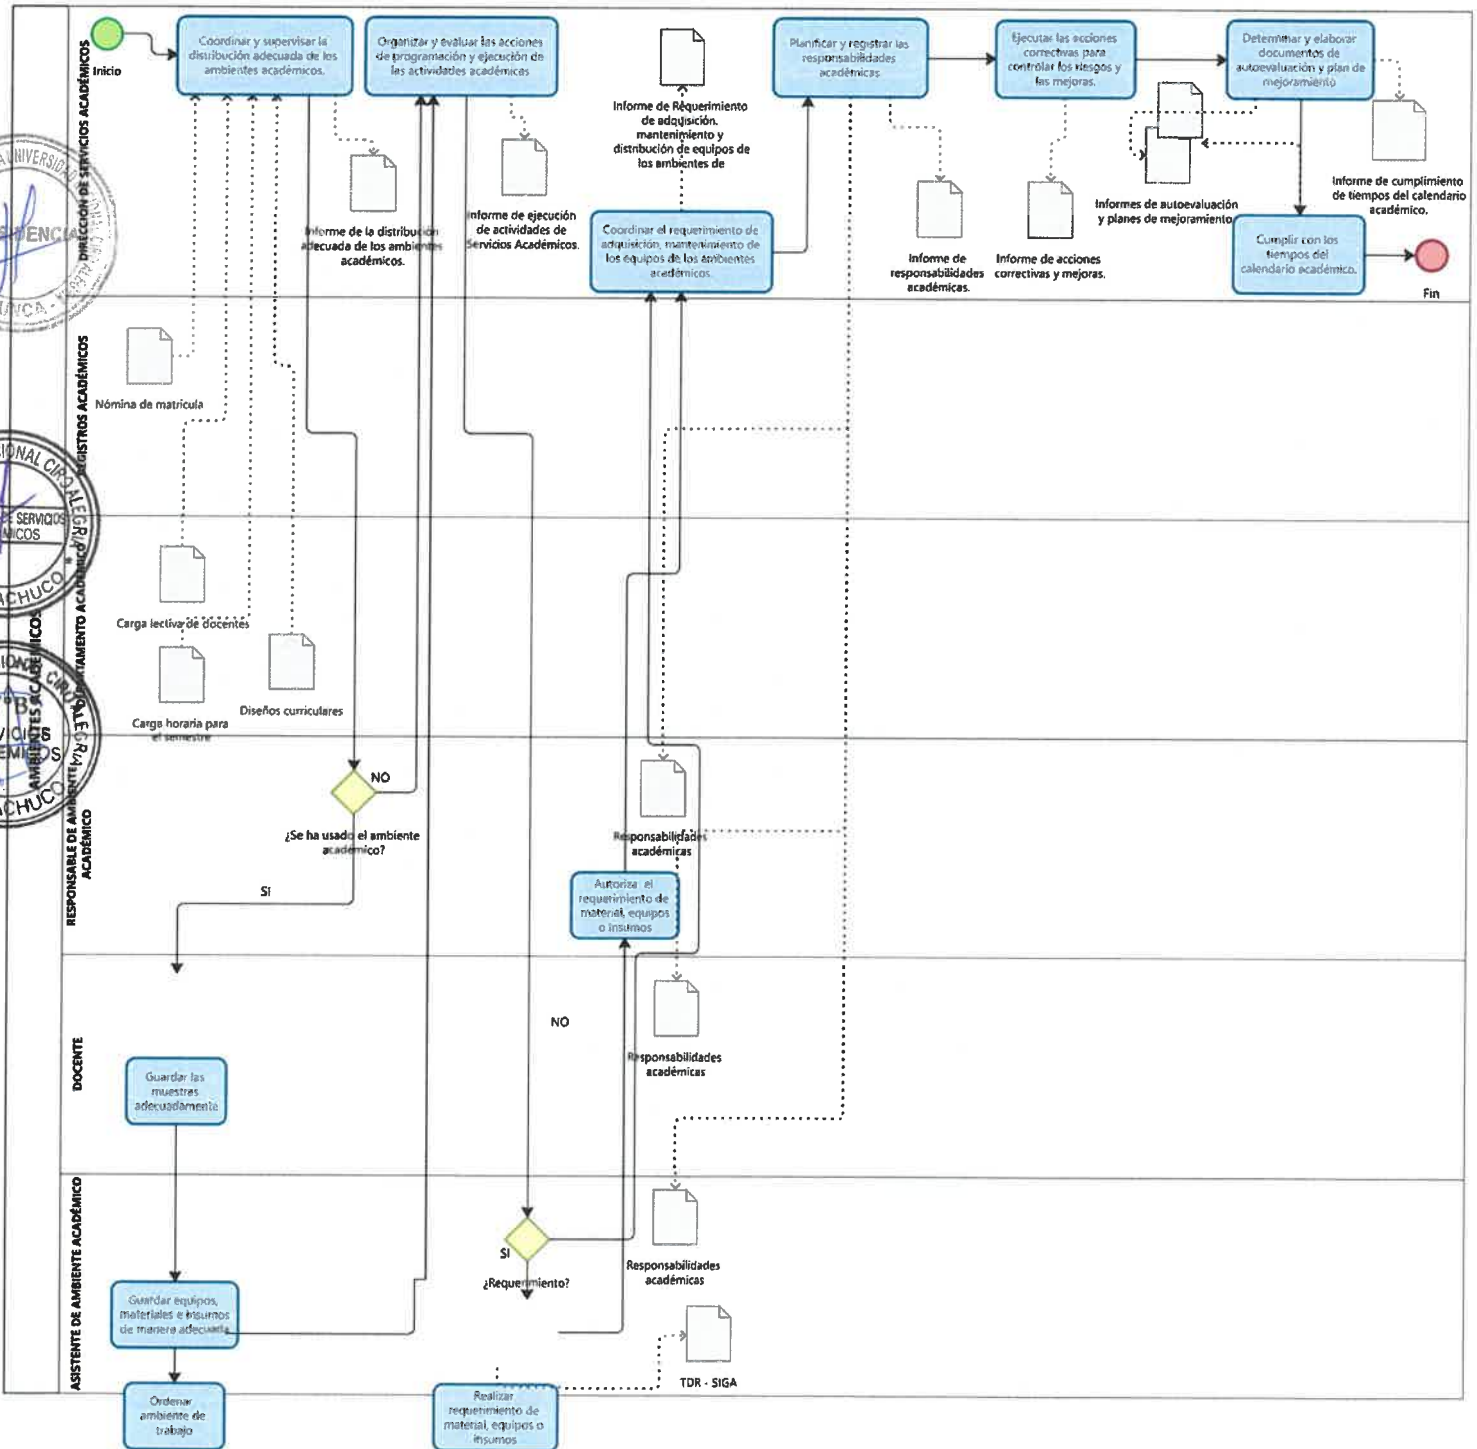 Inicio
Coordinar y supervisar la
distribución adecuada de los
ambientes académicos.
Organizar y evaluar las acciones
de programación y ejecución de
las actividades académicas
Informe de Requerimiento
de adquisición,
mantenimiento y
distribución de equipos de
los ambientes de
Planificar y registrar las
responsabilidades
académicas.
Ejecutar las acciones
correctivas para
controlar los riesgos y
las mejoras.
Determinar y elaborar
documentos de
autoevaluación y plan de
mejoramiento
DIRECCIÓN DE SERVICIOS ACADÉMICOS
Informe de la distribución
adecuada de los ambientes
académicos.
Informe de ejecución
de actividades de
Servicios Académicos.
Coordinar el requerimiento de
adquisición, mantenimiento de
los equipos de los ambientes
académicos.
Informe de
responsabilidades
académicas.
Informe de acciones
correctivas y mejoras.
Informes de autoevaluación
y planes de mejoramiento.
Informe de cumplimiento
de tiempos del calendario
académico.
Cumplir con los
tiempos del
calendario académico.
Fin
REGISTROS ACADÉMICOS
Nómina de matrícula
AMBIENTES ACADÉMICOS
DEPARTAMENTO ACADÉMICO
Carga lectiva de docentes
Carga horaria para
el semestre
Diseños curriculares
RESPONSABLE DE AMBIENTE
ACADÉMICO
NO
¿Se ha usado el ambiente
académico?
SI
Responsabilidades
académicas
Autoriza el
requerimiento de
material, equipos
o insumos
DOCENTE
NO
Guardar las
muestras
adecuadamente
Responsabilidades
académicas
ASISTENTE DE AMBIENTE ACADÉMICO
SI
¿Requerimiento?
Responsabilidades
académicas
Guardar equipos,
materiales e insumos
de manera adecuada
TDR - SIGA
Ordenar
ambiente de
trabajo
Realizar
requerimiento de
material, equipos o
insumos